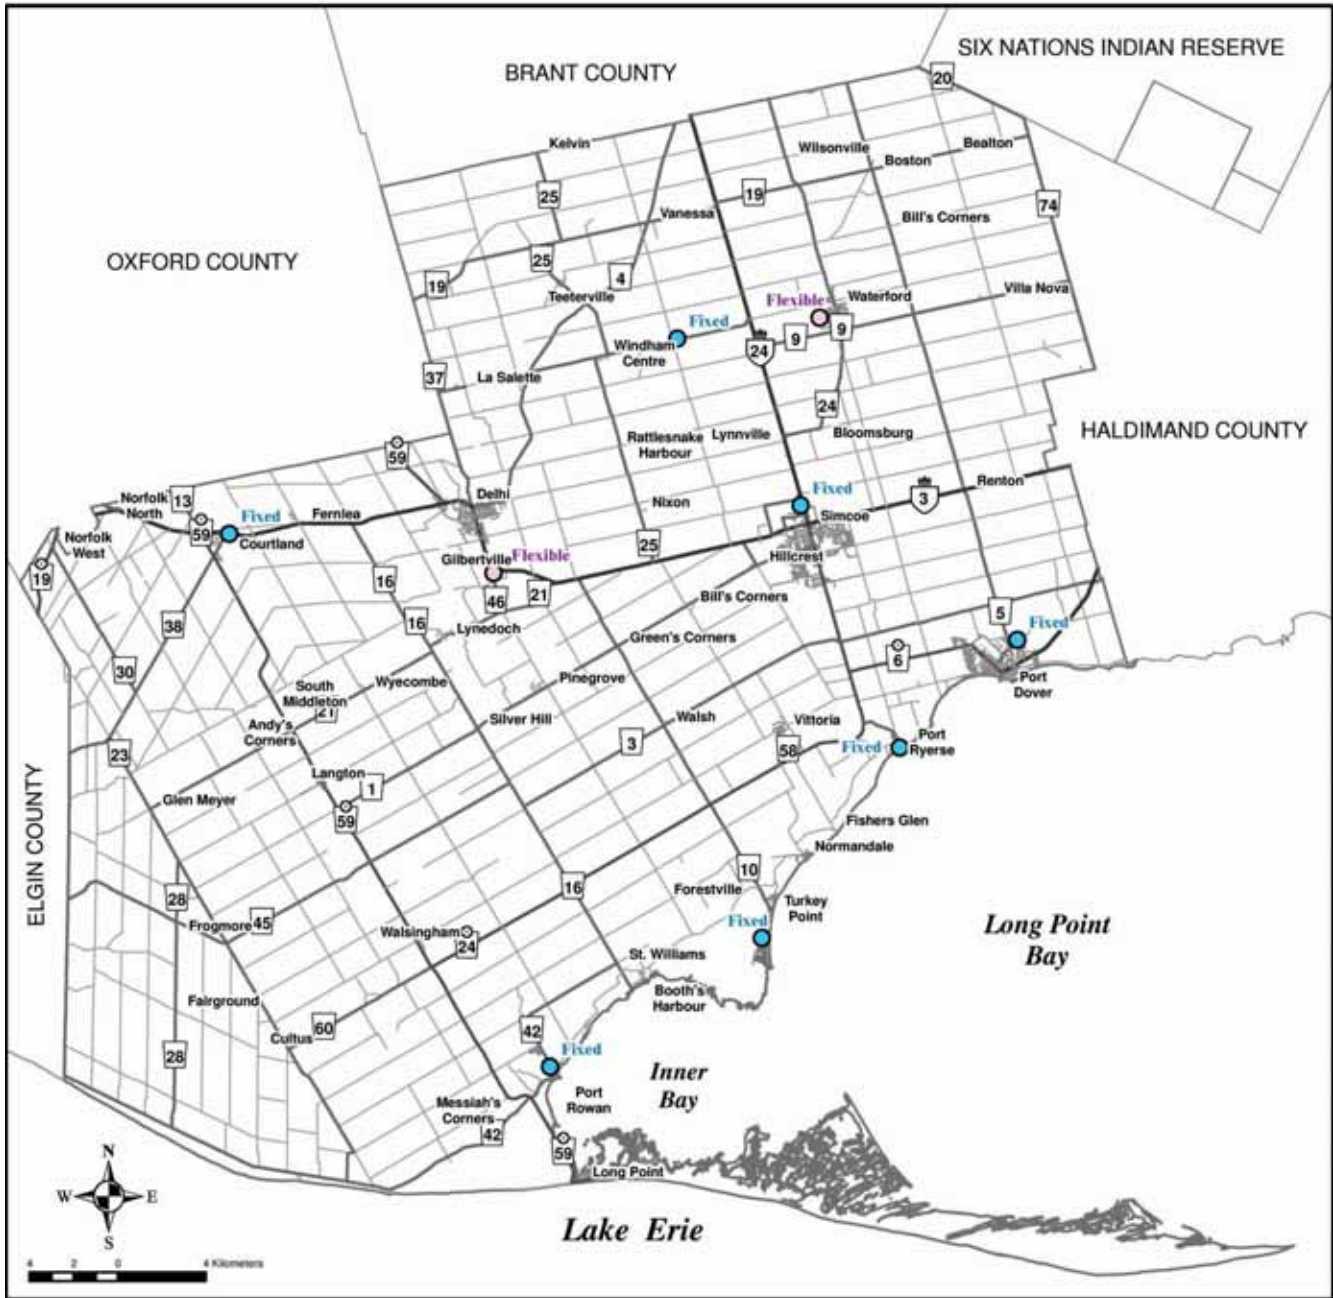 SIX NATIONS INDIAN RESERVE
BRANT COUNTY
20
Kelvin
Wilsonville
Bealton
Boston
25
19
74
Vanessa
Bill's Corners
OXFORD COUNTY
25
4
19
Teeterville
Flexible
Waterford
Villa Nova
Fixed
9
9
Windham
Centre
24
37
La Salette
24
Rattlesnake
Harbour
Lynnville
Bloomsburg
HALDIMAND COUNTY
59
Delhi
Norfolk
North
13
Fixed
Fernlea
Nixon
Fixed
3
Renton
Simcoe
59
Courtland
Norfolk
West
25
Hillcrest
Gilbertville
Flexible
19
16
46
21
Bill's Corners
16
38
Lynedoch
Green's Corners
5
Fixed
30
6
Wyecombe
Pinegrove
Port
Dover
South
Middleton
21
Silver Hill
Walsh
Vittoria
Andy's
Corners
3
58
Fixed
Port
Ryerse
23
Langton
1
Glen Meyer
59
Fishers Glen
Normandale
ELGIN COUNTY
28
16
10
Forestville
Turkey
Point
Frogmore
45
Walsingham
24
Fixed
Long Point
Bay
St. Williams
Fairground
Booth's
Harbour
60
Cultus
42
28
Fixed
Inner
Bay
Port
Rowan
Messiah's
Corners
42
59
Long Point
N
W
E
S
Lake Erie
4 2 0 4 Kilometers